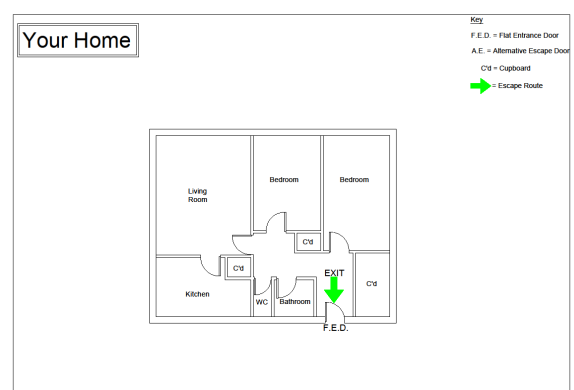 Your Home
Key
F.E.D. = Flat Entrance Door
A.E. = Alternative Escape Door
C'd = Cupboard
= Escape Route
Bedroom
Bedroom
Living
Room
C'd
C'd
EXIT
C'd
Kitchen
WC
Bathroom
F.E.D.